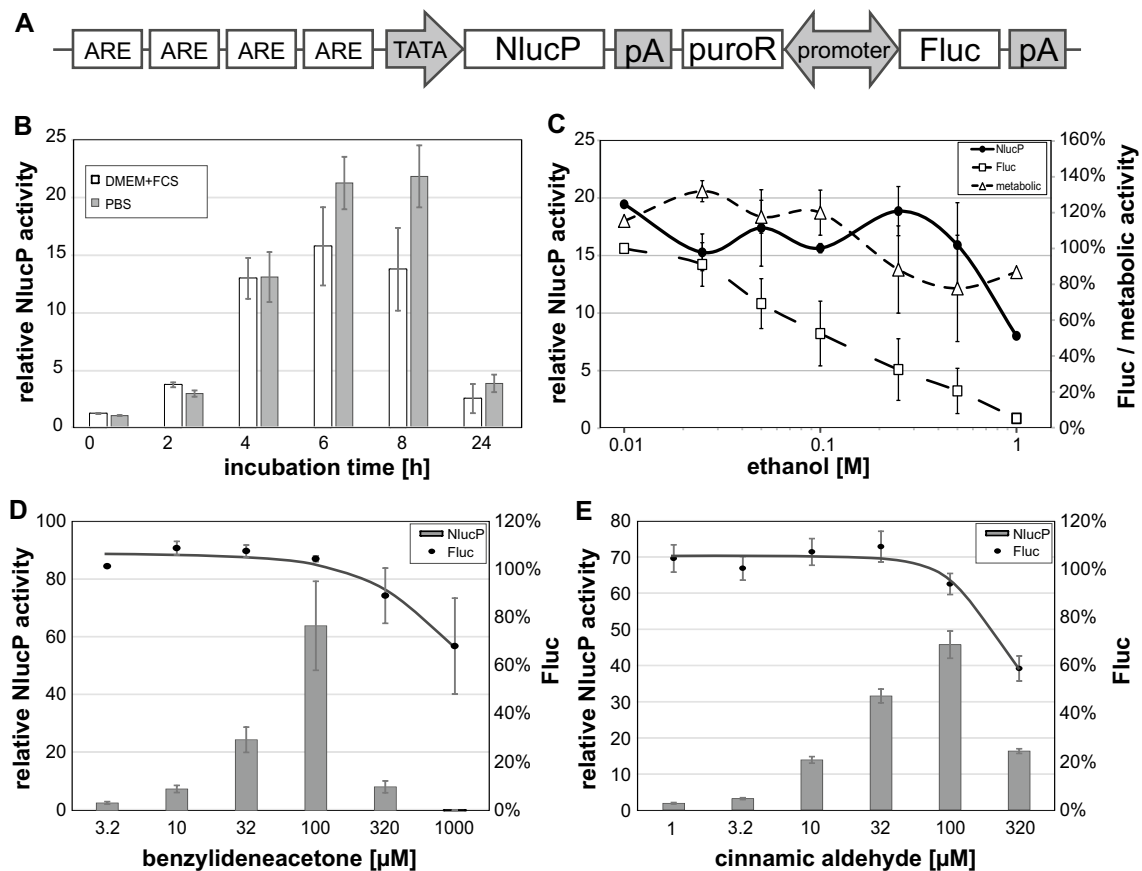 A
ARE ARE ARE ARE TATA NlucP pA puroR promoter Fluc pA
B
relative NlucP activity
25
20
15
10
5
0
DMEM+FCS
PBS
0 2 4 6 8 24
incubation time [h]
C
relative NlucP activity
25
20
15
10
5
0
NlucP
Fluc
metabolic
160%
140%
120%
100%
80%
60%
40%
20%
0%
Fluc / metabolic activity
0.01 0.1 1
ethanol [M]
D
relative NlucP activity
100
80
60
40
20
0
NlucP
Fluc
120%
100%
80%
60%
40%
20%
0%
Fluc
3.2 10 32 100 320 1000
benzylideneacetone [µM]
E
relative NlucP activity
80
70
60
50
40
30
20
10
0
NlucP
Fluc
120%
100%
80%
60%
40%
20%
0%
Fluc
1 3.2 10 32 100 320
cinnamic aldehyde [µM]